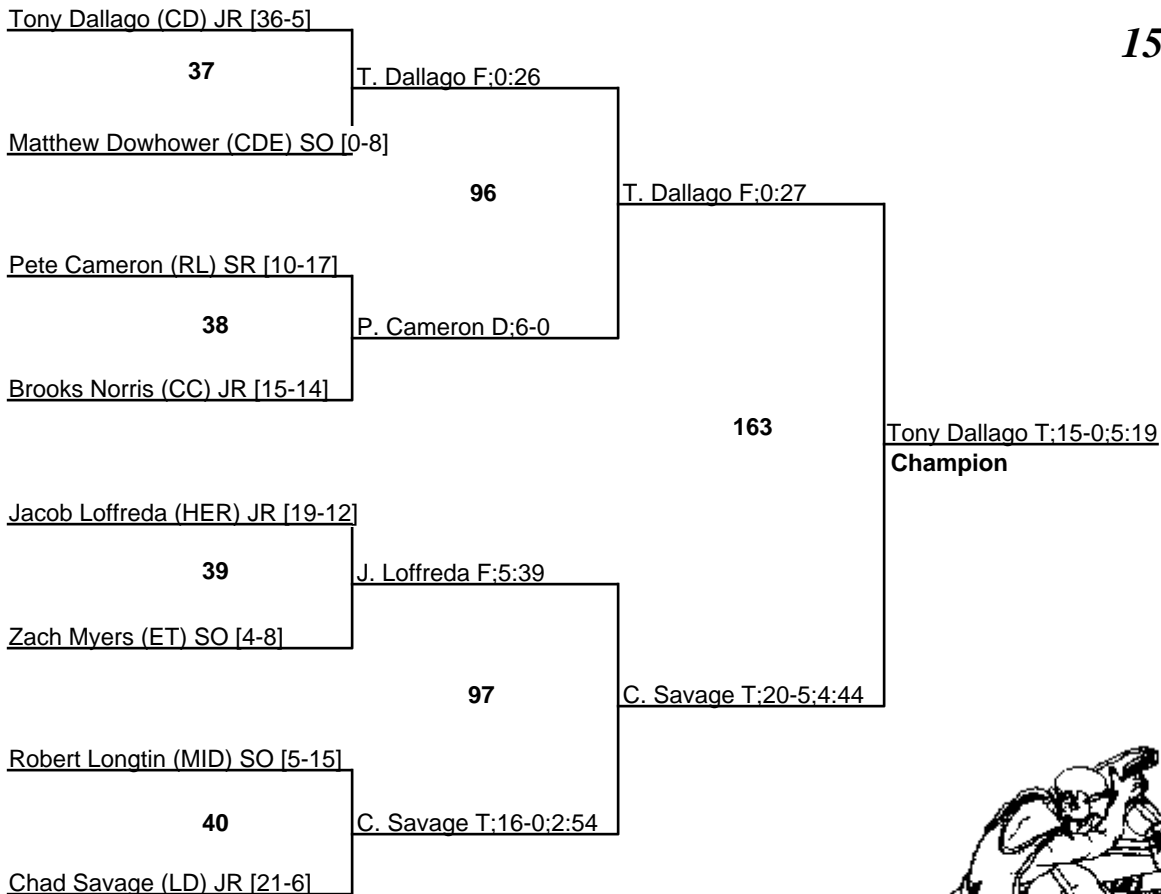 Tony Dallago (CD) JR [36-5]
15
37
T. Dallago F;0:26
Matthew Dowhower (CDE) SO [0-8]
96
T. Dallago F;0:27
Pete Cameron (RL) SR [10-17]
38
P. Cameron D;6-0
Brooks Norris (CC) JR [15-14]
163
Tony Dallago T;15-0;5:19
Champion
Jacob Loffreda (HER) JR [19-12]
39
J. Loffreda F;5:39
Zach Myers (ET) SO [4-8]
97
C. Savage T;20-5;4:44
Robert Longtin (MID) SO [5-15]
40
C. Savage T;16-0;2:54
Chad Savage (LD) JR [21-6]